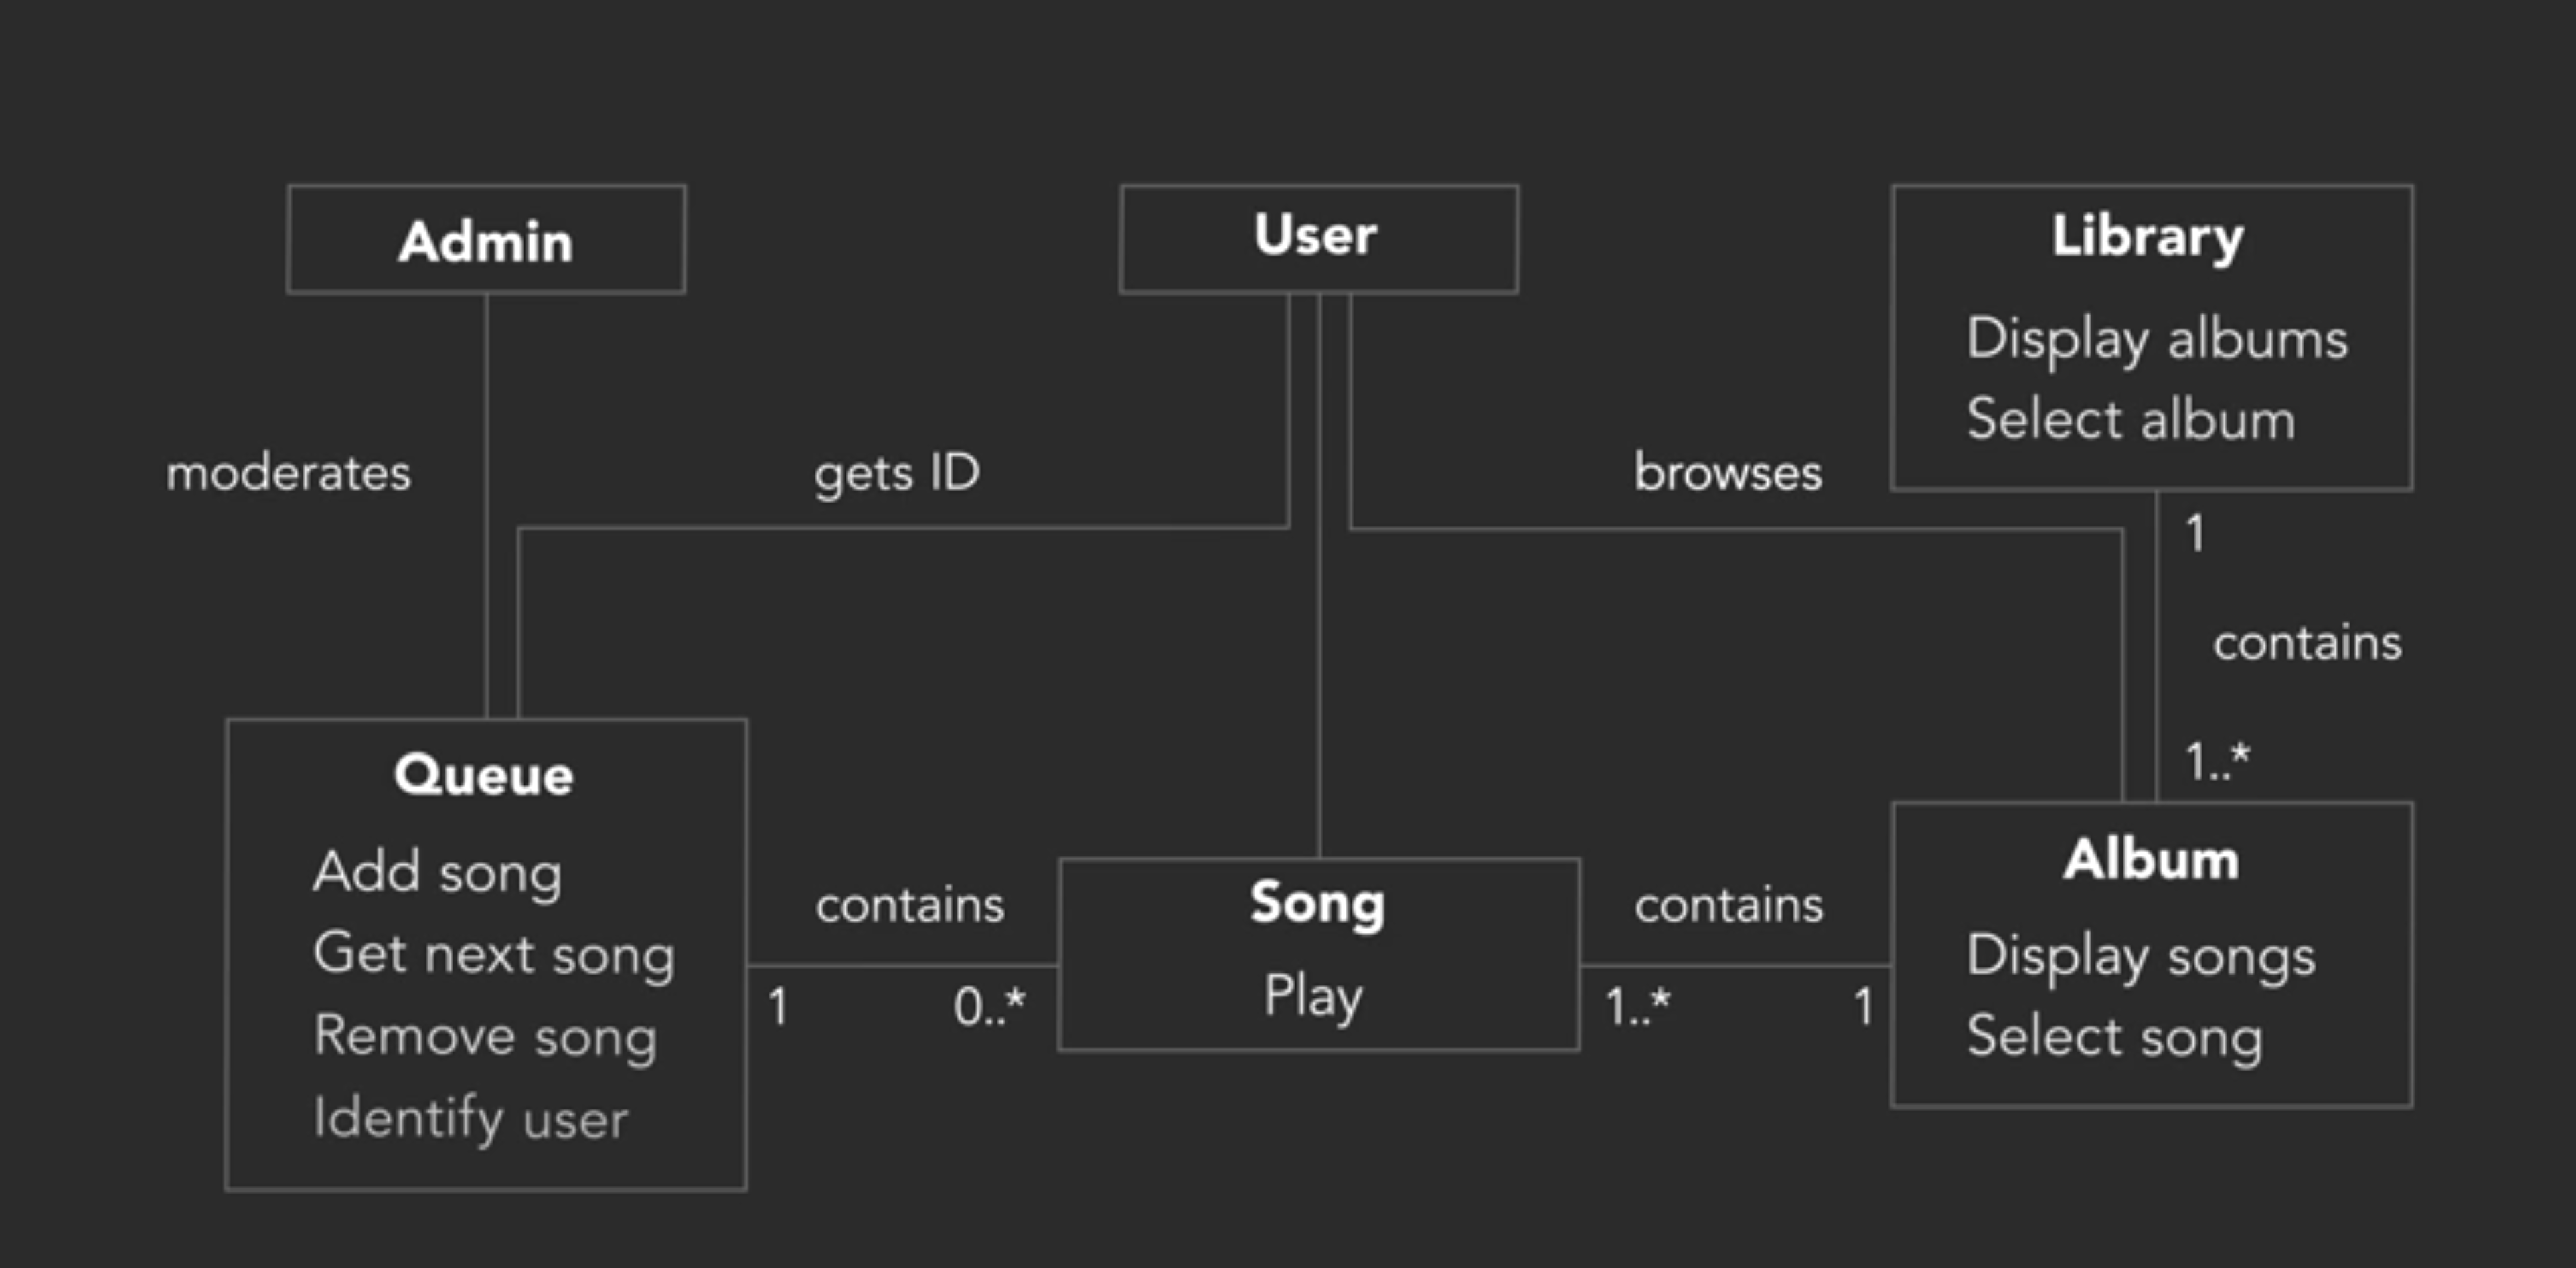 Admin
User
Library
Display albums
Select album
moderates
gets ID
browses
1
contains
1..*
Queue
Add song
Get next song
Remove song
Identify user
contains
1
0..*
Song
Play
contains
1..*
1
Album
Display songs
Select song